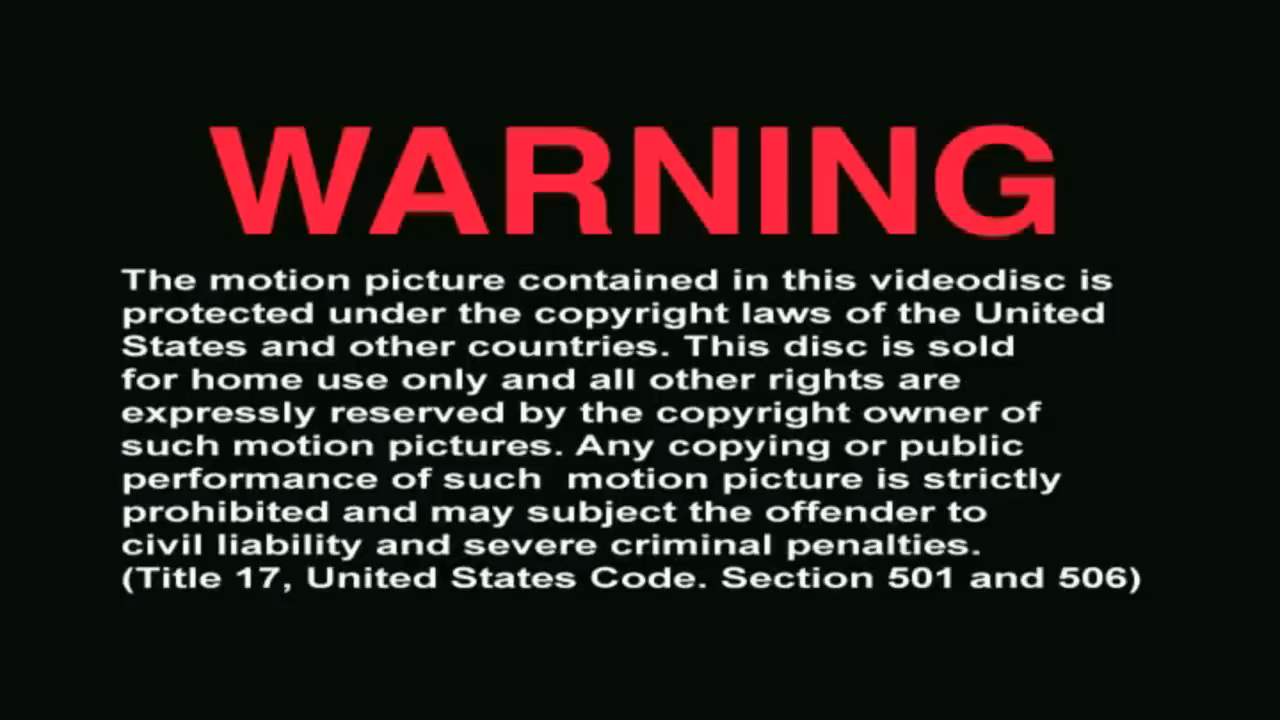 WARNING
The motion picture contained in this videodisc is
protected under the copyright laws of the United
States and other countries. This disc is sold
for home use only and all other rights are
expressly reserved by the copyright owner of
such motion pictures. Any copying or public
performance of such  motion picture is strictly
prohibited and may subject the offender to
civil liability and severe criminal penalties.
(Title 17, United States Code. Section 501 and 506)